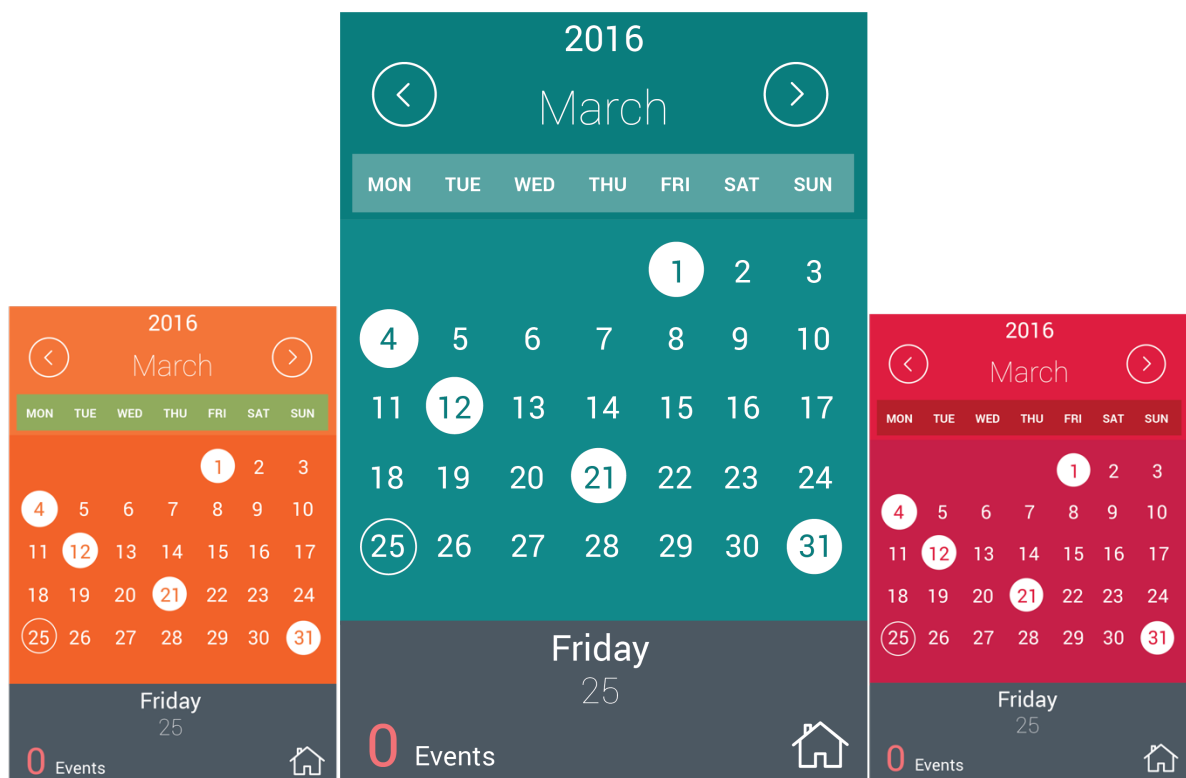 2016
March
MON TUE WED THU FRI SAT SUN
1 2 3
4 5 6 7 8 9 10
11 12 13 14 15 16 17
18 19 20 21 22 23 24
25 26 27 28 29 30 31
Friday
25
0 Events
2016
March
MON TUE WED THU FRI SAT SUN
1 2 3
4 5 6 7 8 9 10
11 12 13 14 15 16 17
18 19 20 21 22 23 24
25 26 27 28 29 30 31
Friday
25
0 Events
2016
March
MON TUE WED THU FRI SAT SUN
1 2 3
4 5 6 7 8 9 10
11 12 13 14 15 16 17
18 19 20 21 22 23 24
25 26 27 28 29 30 31
Friday
25
0 Events